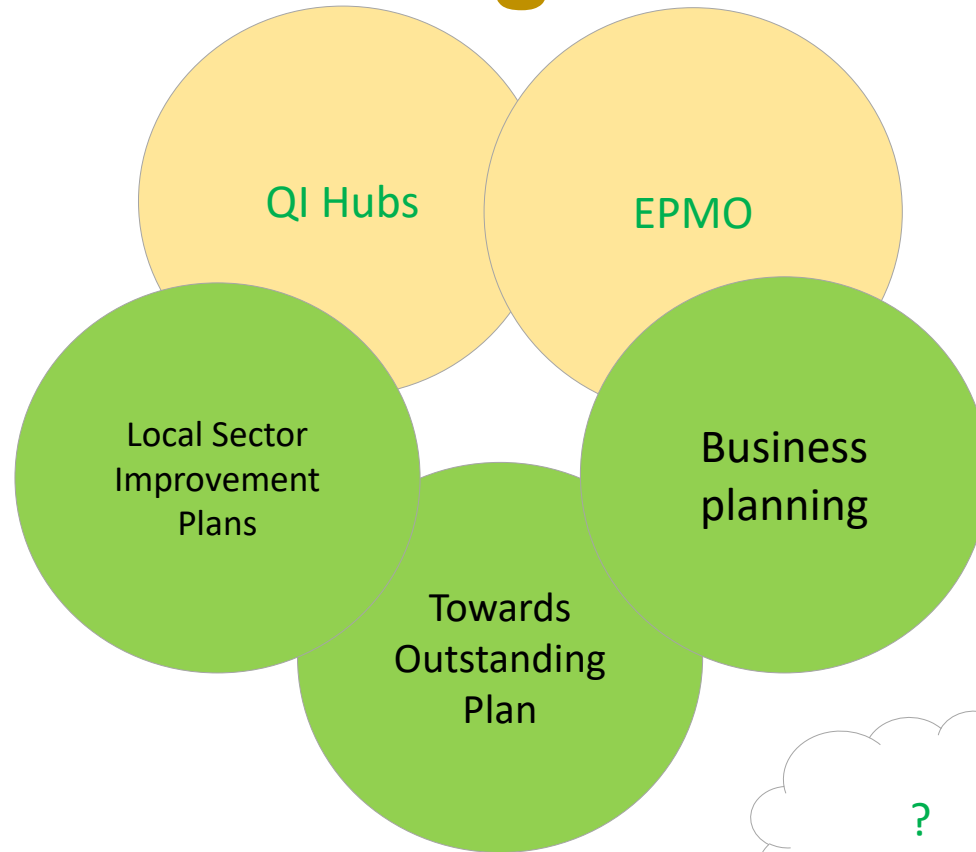 QI Hubs
EPMO
Local Sector
Improvement
Plans
Business
planning
Towards
Outstanding
Plan
?